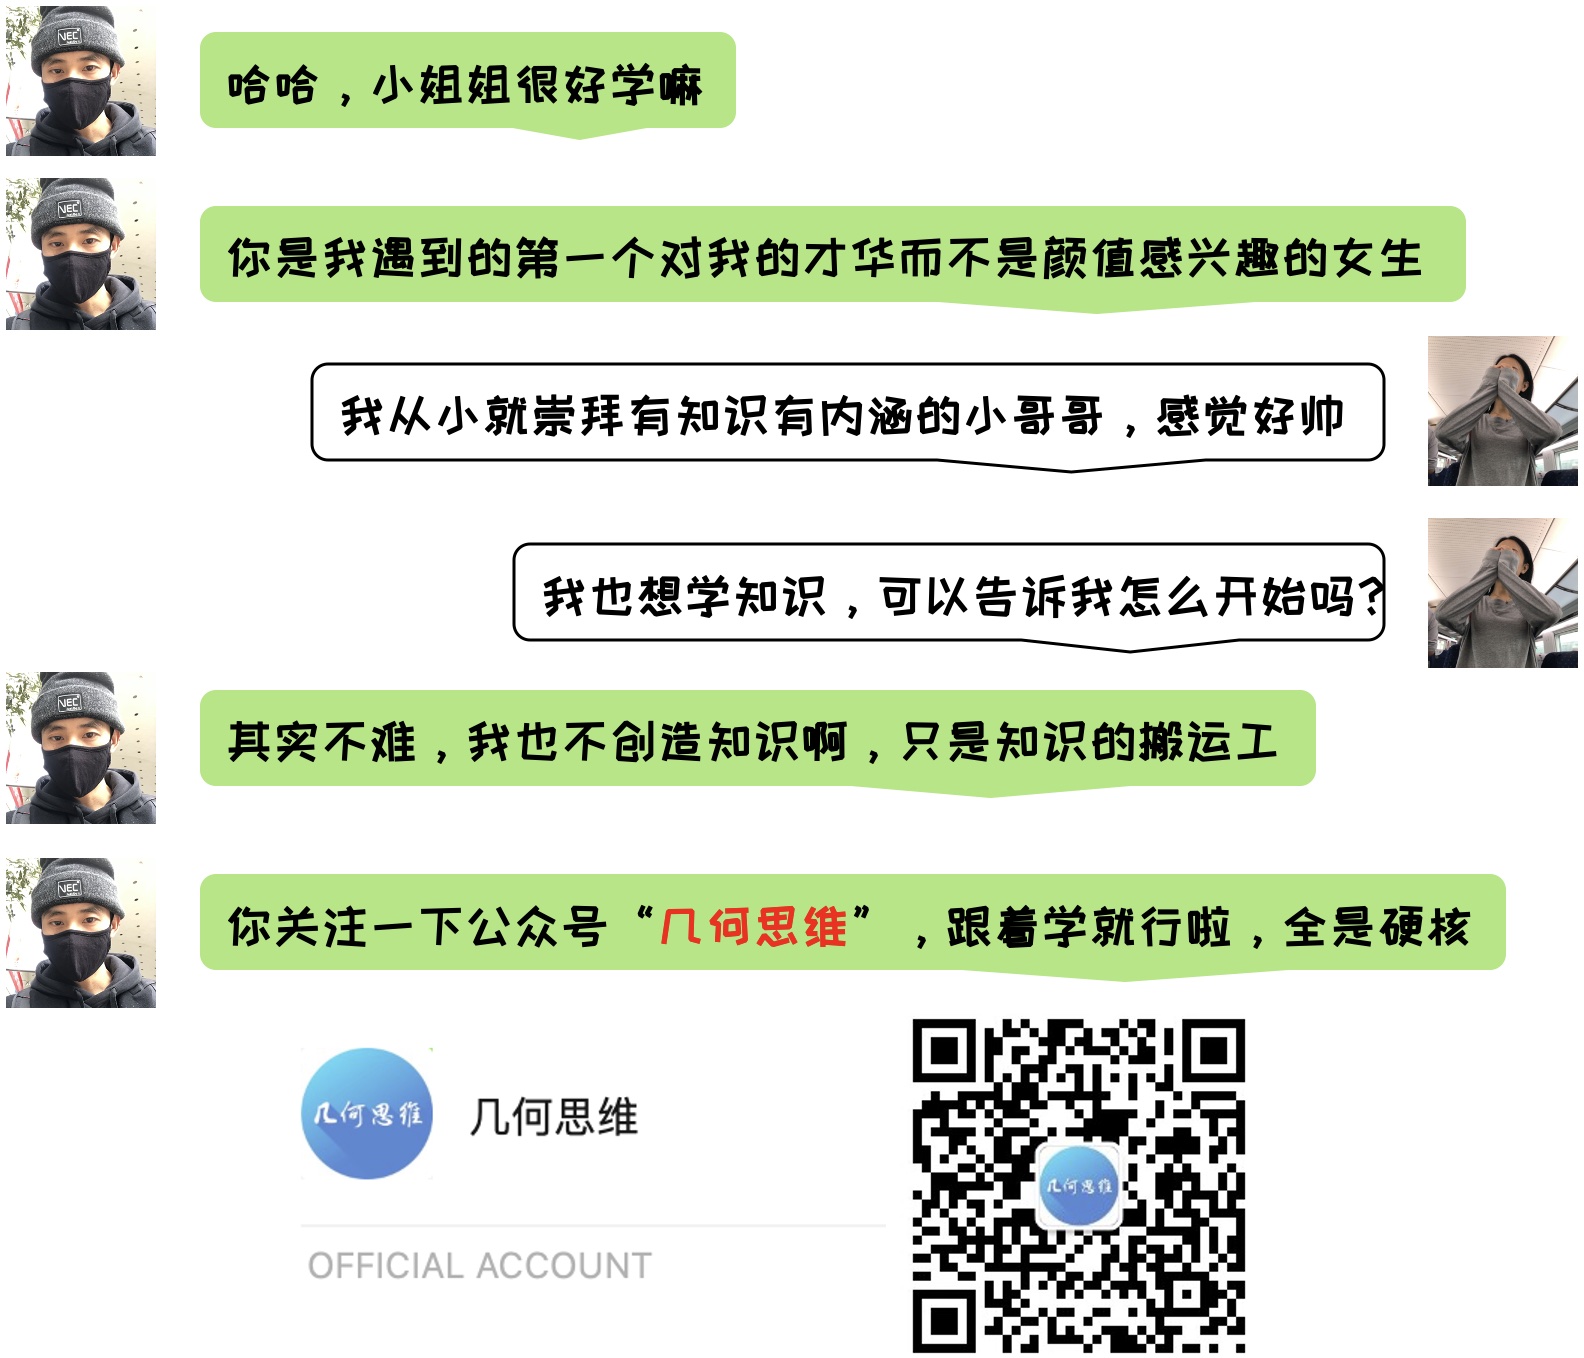 哈哈，小姐姐很好学嘛
你是我遇到的第一个对我的才华而不是颜值感兴趣的女生
我从小就崇拜有知识有内涵的小哥哥，感觉好帅
我也想学知识，可以告诉我怎么开始吗?
其实不难，我也不创造知识啊，只是知识的搬运工
你关注一下公众号“几何思维”，跟着学就行啦，全是硬核
几何思维
几何思维
OFFICIAL ACCOUNT
几何思维
VEC
VEC
VEC
VEC